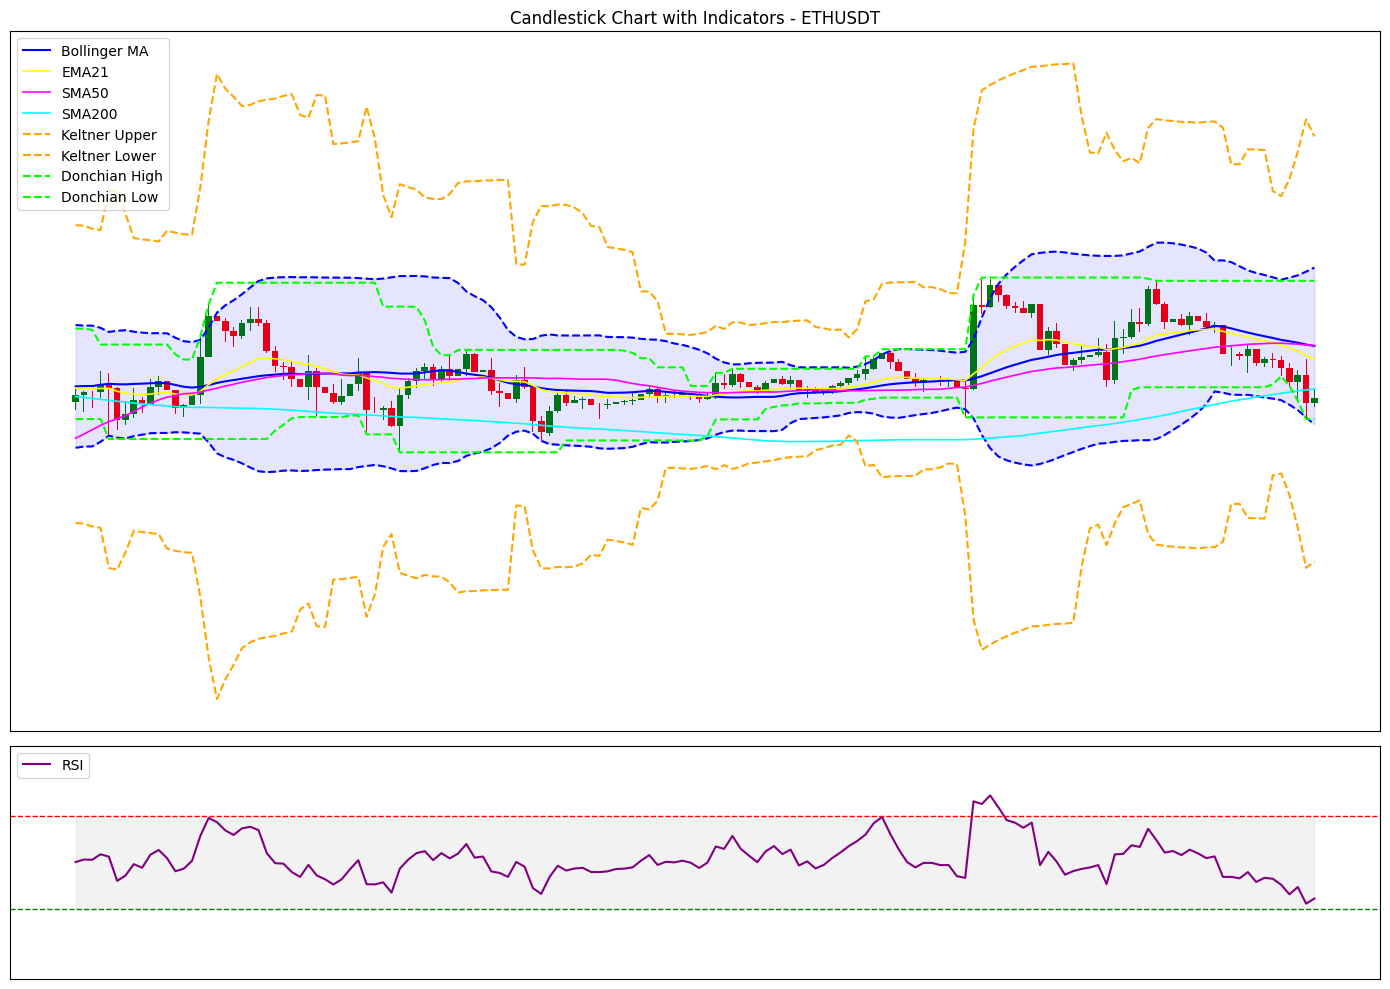 Candlestick Chart with Indicators - ETHUSDT
Bollinger MA
EMA21
SMA50
SMA200
Keltner Upper
Keltner Lower
Donchian High
Donchian Low
RSI